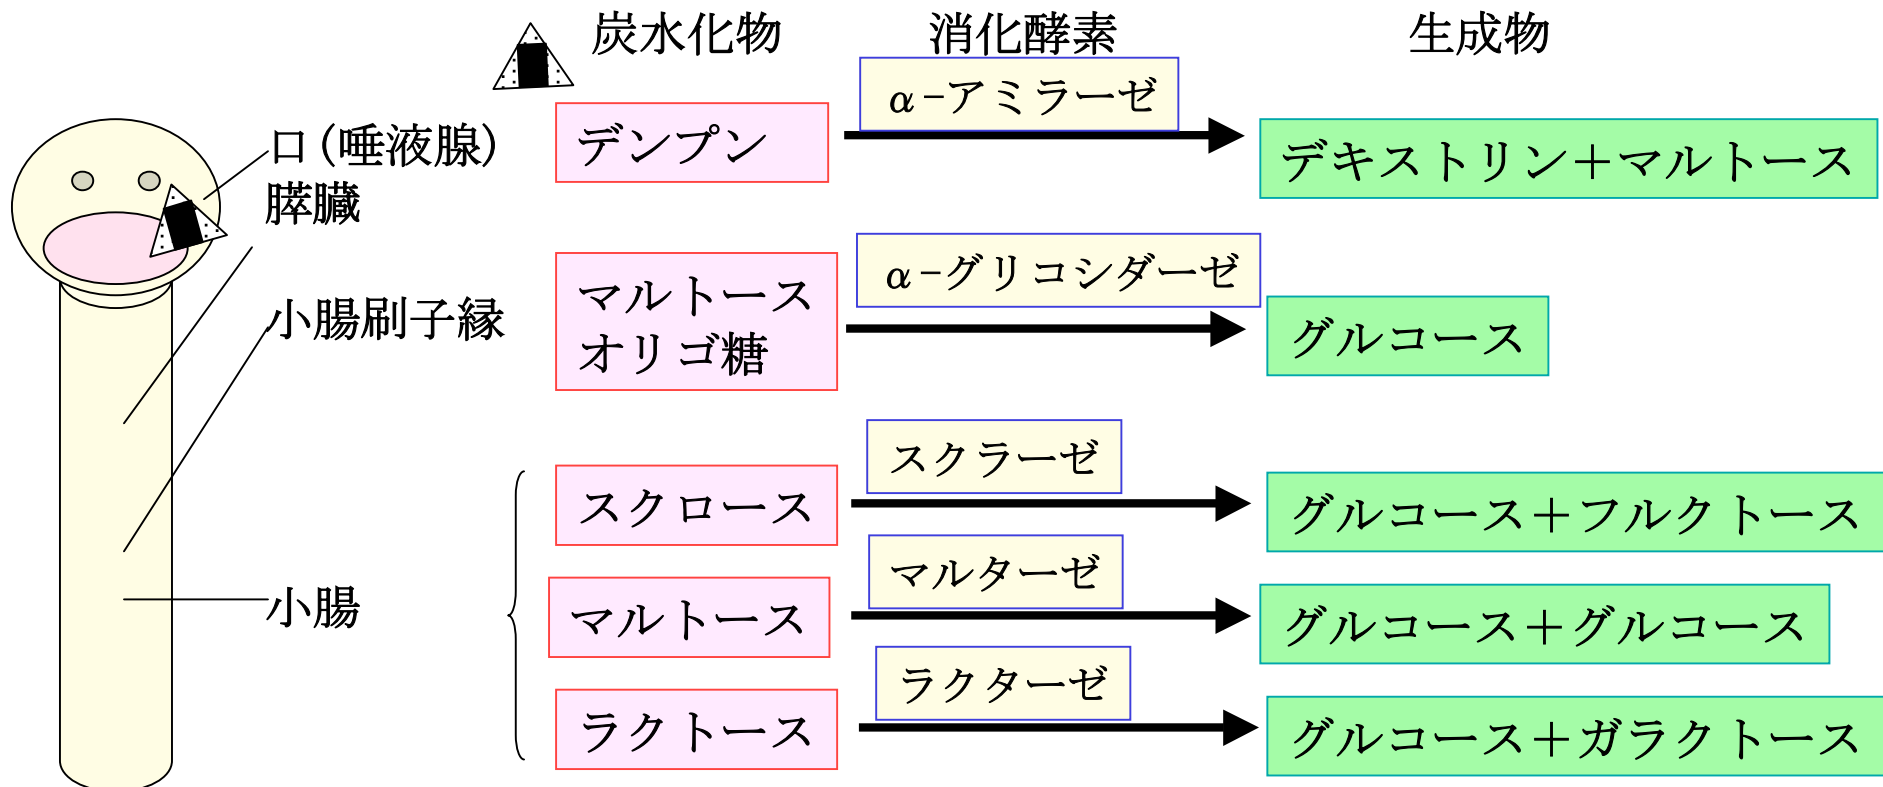 炭水化物 消化酵素 生成物
口(唾液腺)
膵臓
デンプン α-アミラーゼ デキストリン+マルトース
小腸刷子縁
マルトース
オリゴ糖
α-グリコシダーゼ グルコース
小腸
スクロース スクラーゼ グルコース+フルクトース
マルトース マルターゼ グルコース+グルコース
ラクトース ラクターゼ グルコース+ガラクトース